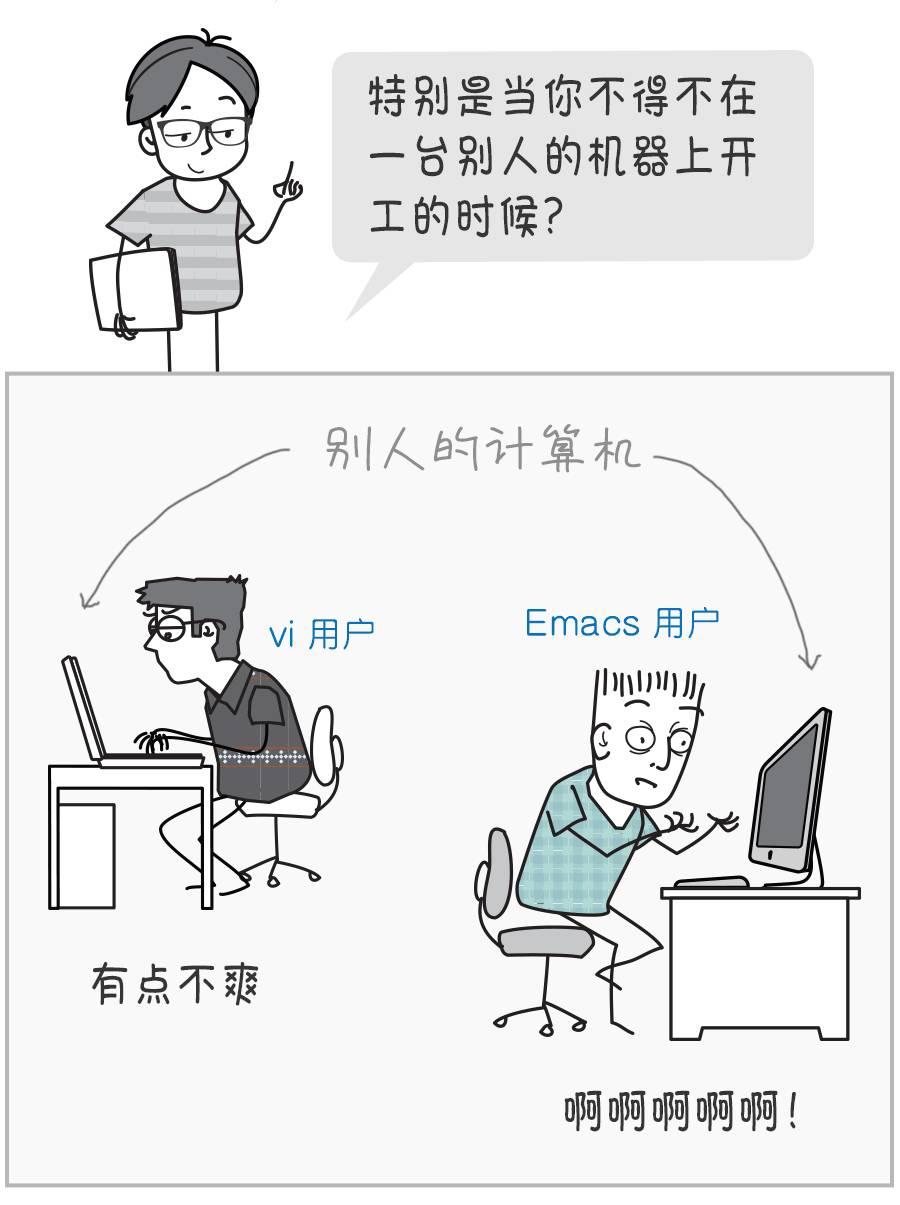 特别是当你不得不在
一台别人的机器上开
工的时候？
别人的计算机
vi 用户
Emacs 用户
有点不爽
啊啊啊啊啊！